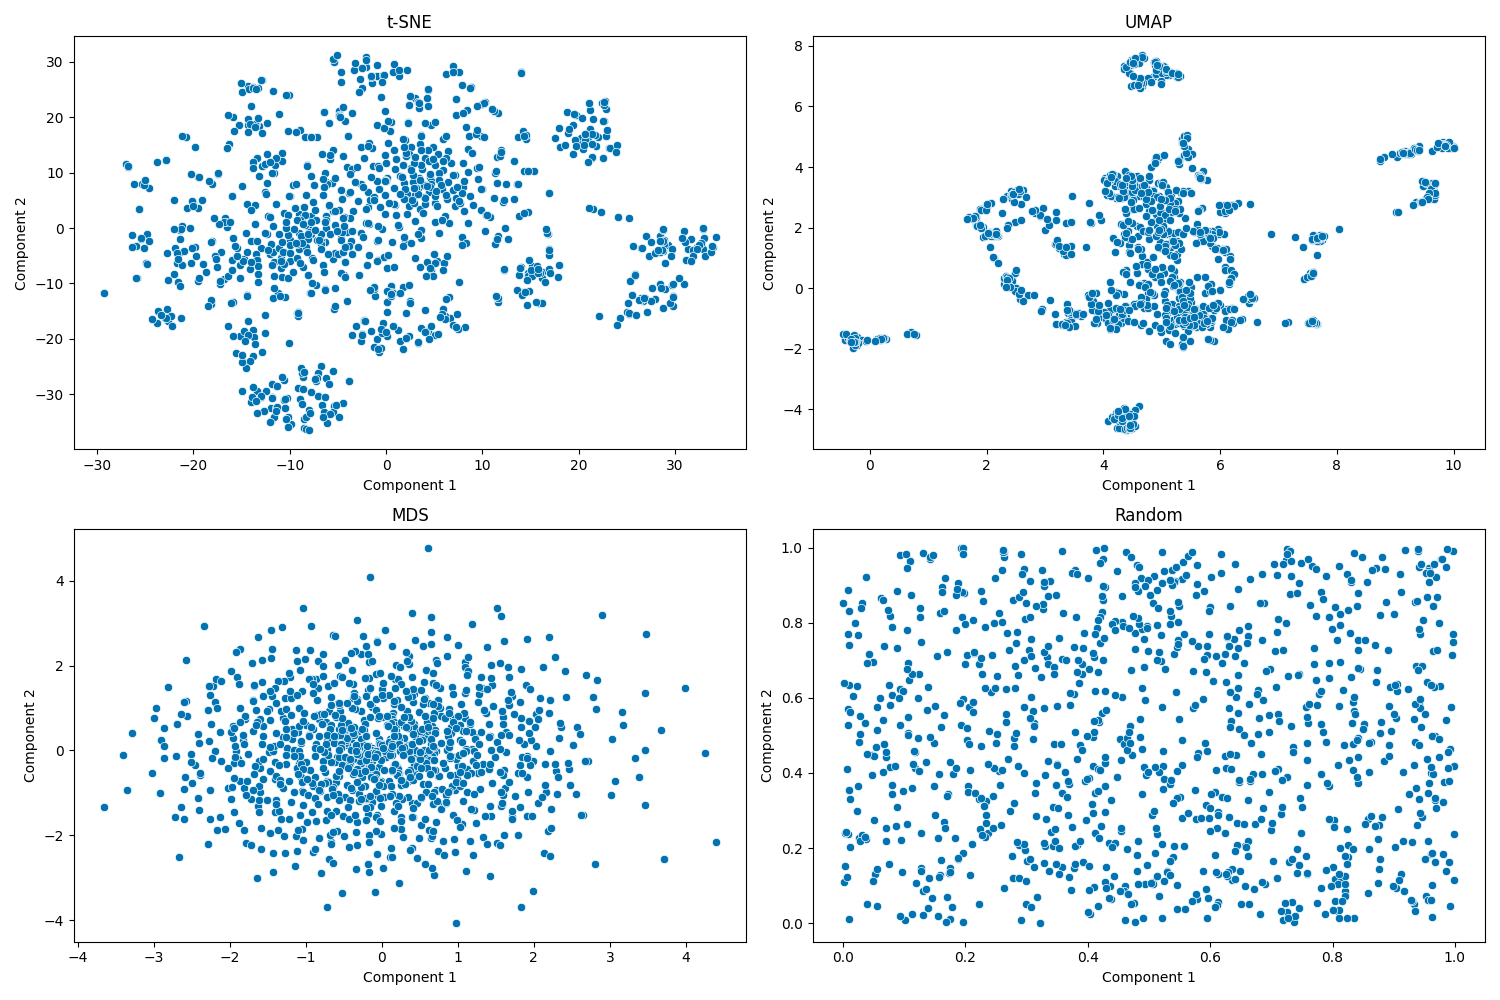 t-SNE
30
20
10
0
−10
−20
−30
Component 2
−30 −20 −10 0 10 20 30
Component 1
UMAP
8
6
4
2
0
−2
−4
Component 2
0 2 4 6 8 10
Component 1
MDS
4
2
0
−2
−4
Component 2
−4 −3 −2 −1 0 1 2 3 4
Component 1
Random
1.0
0.8
0.6
0.4
0.2
0.0
Component 2
0.0 0.2 0.4 0.6 0.8 1.0
Component 1